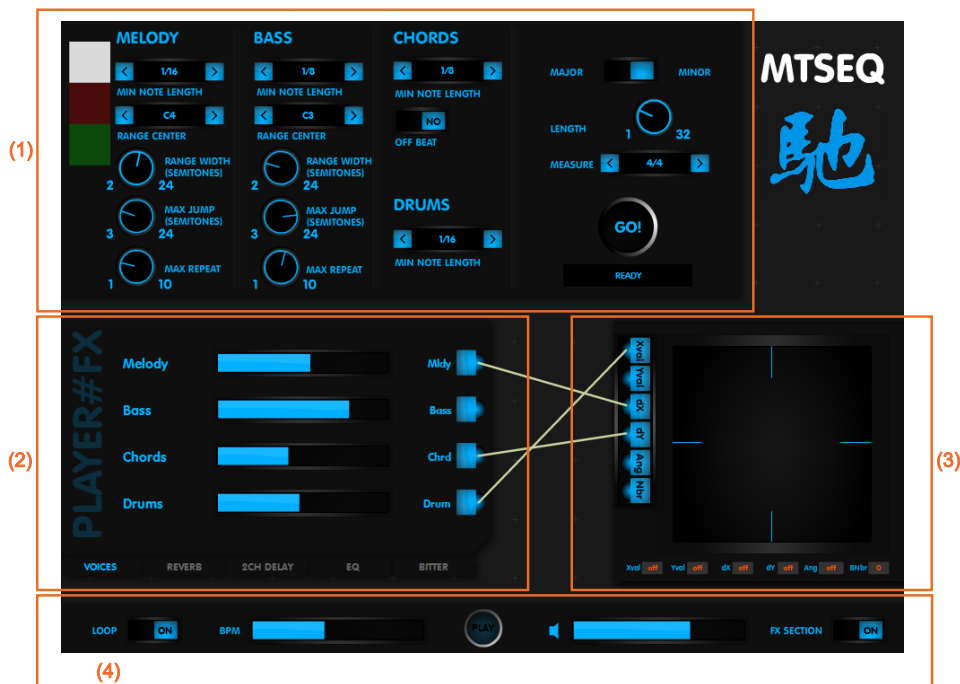 MELODY
BASS
CHORDS
MTSEQ
馳
1/16
1/8
1/8
MAJOR
MINOR
MIN NOTE LENGTH
MIN NOTE LENGTH
MIN NOTE LENGTH
C4
C3
NO
LENGTH
1
32
RANGE CENTER
RANGE CENTER
OFF BEAT
(1)
MEASURE
4/4
RANGE WIDTH
(SEMITONES)
2
24
RANGE WIDTH
(SEMITONES)
2
24
MAX JUMP
(SEMITONES)
3
24
MAX JUMP
(SEMITONES)
3
24
DRUMS
1/16
MIN NOTE LENGTH
GO!
READY
MAX REPEAT
1
10
MAX REPEAT
1
10
(2)
PLAYER#FX
Melody
Mldy
Bass
Bass
Chords
Chrd
Drums
Drum
VOICES
REVERB
2CH DELAY
EQ
BITTER
(3)
Xval
Yval
dX
dY
Ang
Nbr
Xval off
Yval off
dX off
dY off
Ang off
BNbr 0
LOOP
ON
BPM
PLAY
FX SECTION
ON
(4)